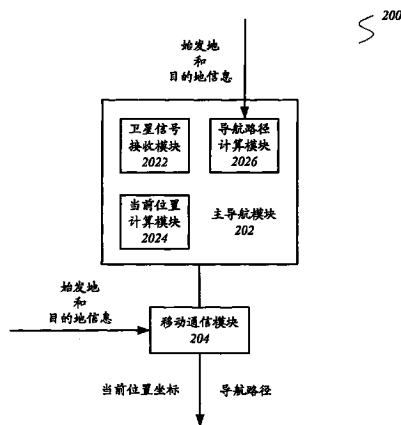 200
始发地
和
目的地信息
卫星信号
接收模块
2022
导航路径
计算模块
2026
当前位置
计算模块
2024
主导航模块
202
始发地
和
目的地信息
移动通信模块
204
当前位置坐标 导航路径